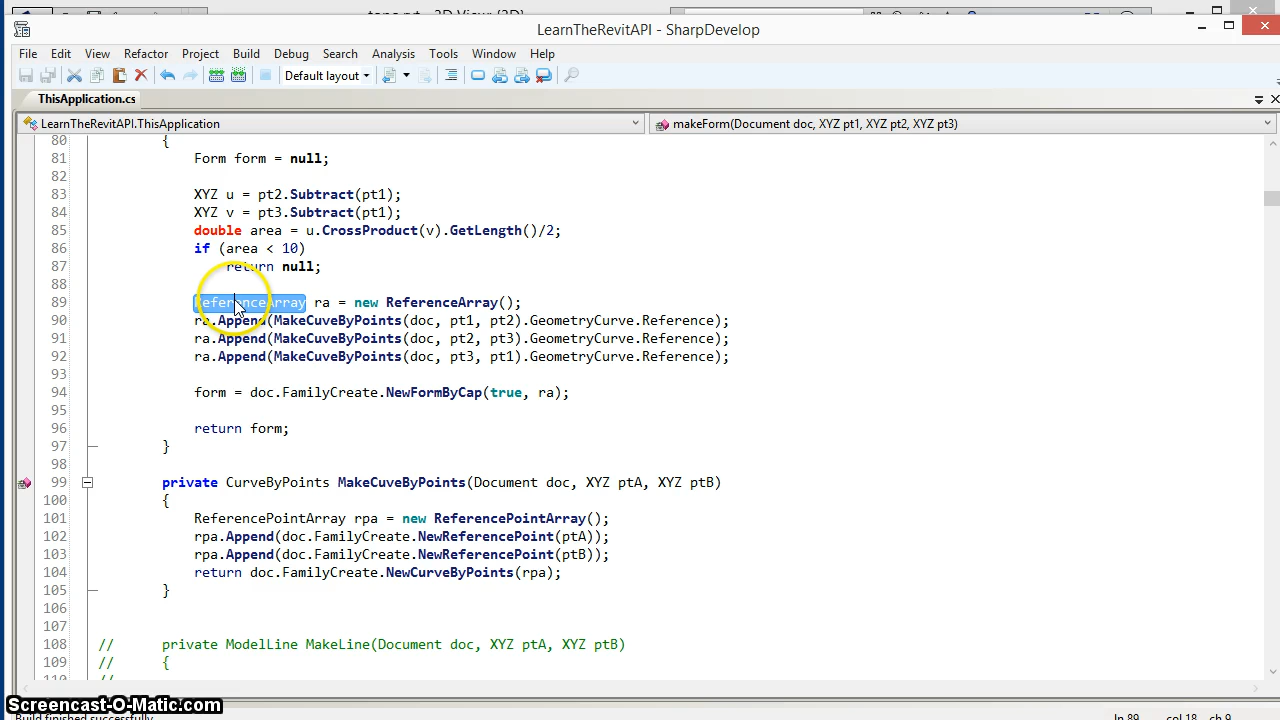 LearnTheRevitAPI - SharpDevelop
File Edit View Refactor Project Build Debug Search Analysis Tools Window Help
Default layout
ThisApplication.cs
LearnTheRevitAPI.ThisApplication makeForm(Document doc, XYZ pt1, XYZ pt2, XYZ pt3)
80 {
81 Form form = null;
82
83 XYZ u = pt2.Subtract(pt1);
84 XYZ v = pt3.Subtract(pt1);
85 double area = u.CrossProduct(v).GetLength()/2;
86 if (area < 10)
87 return null;
88
89 ReferenceArray ra = new ReferenceArray();
90 ra.Append(MakeCuveByPoints(doc, pt1, pt2).GeometryCurve.Reference);
91 ra.Append(MakeCuveByPoints(doc, pt2, pt3).GeometryCurve.Reference);
92 ra.Append(MakeCuveByPoints(doc, pt3, pt1).GeometryCurve.Reference);
93
94 form = doc.FamilyCreate.NewFormByCap(true, ra);
95
96 return form;
97 }
98
99 private CurveByPoints MakeCuveByPoints(Document doc, XYZ ptA, XYZ ptB)
100 {
101 ReferencePointArray rpa = new ReferencePointArray();
102 rpa.Append(doc.FamilyCreate.NewReferencePoint(ptA));
103 rpa.Append(doc.FamilyCreate.NewReferencePoint(ptB));
104 return doc.FamilyCreate.NewCurveByPoints(rpa);
105 }
106
107
108 // private ModelLine MakeLine(Document doc, XYZ ptA, XYZ ptB)
109 // {
110 //
Screencast-O-Matic.com
Build finished successfully. Ln 89 col 18 ch 9